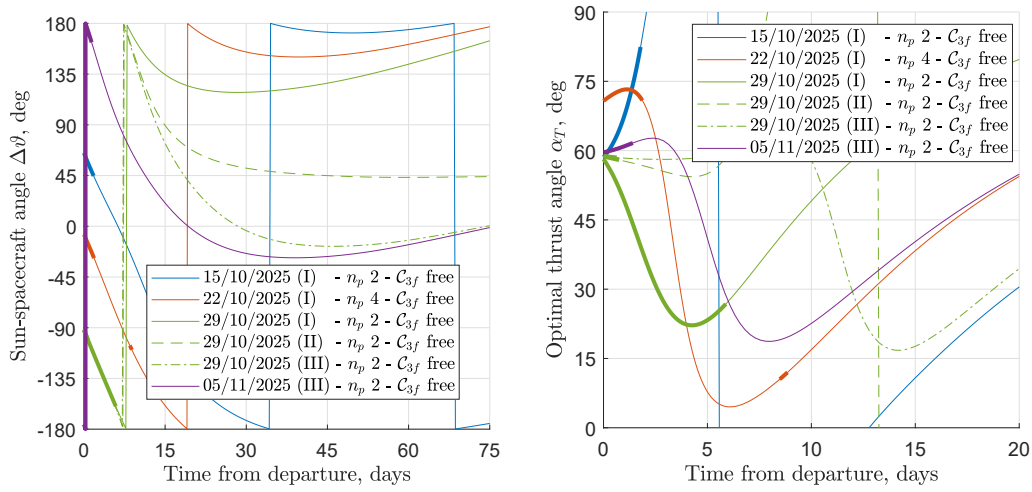 Sun-spacecraft angle Δϑ, deg
180
135
90
45
0
-45
-90
-135
-180
15/10/2025 (I) - n_p 2 - C_3f free
22/10/2025 (I) - n_p 4 - C_3f free
29/10/2025 (I) - n_p 2 - C_3f free
29/10/2025 (II) - n_p 2 - C_3f free
29/10/2025 (III) - n_p 2 - C_3f free
05/11/2025 (III) - n_p 2 - C_3f free
0 15 30 45 60 75
Time from departure, days
Optimal thrust angle α_T, deg
90
75
60
45
30
15
0
15/10/2025 (I) - n_p 2 - C_3f free
22/10/2025 (I) - n_p 4 - C_3f free
29/10/2025 (I) - n_p 2 - C_3f free
29/10/2025 (II) - n_p 2 - C_3f free
29/10/2025 (III) - n_p 2 - C_3f free
05/11/2025 (III) - n_p 2 - C_3f free
0 5 10 15 20
Time from departure, days